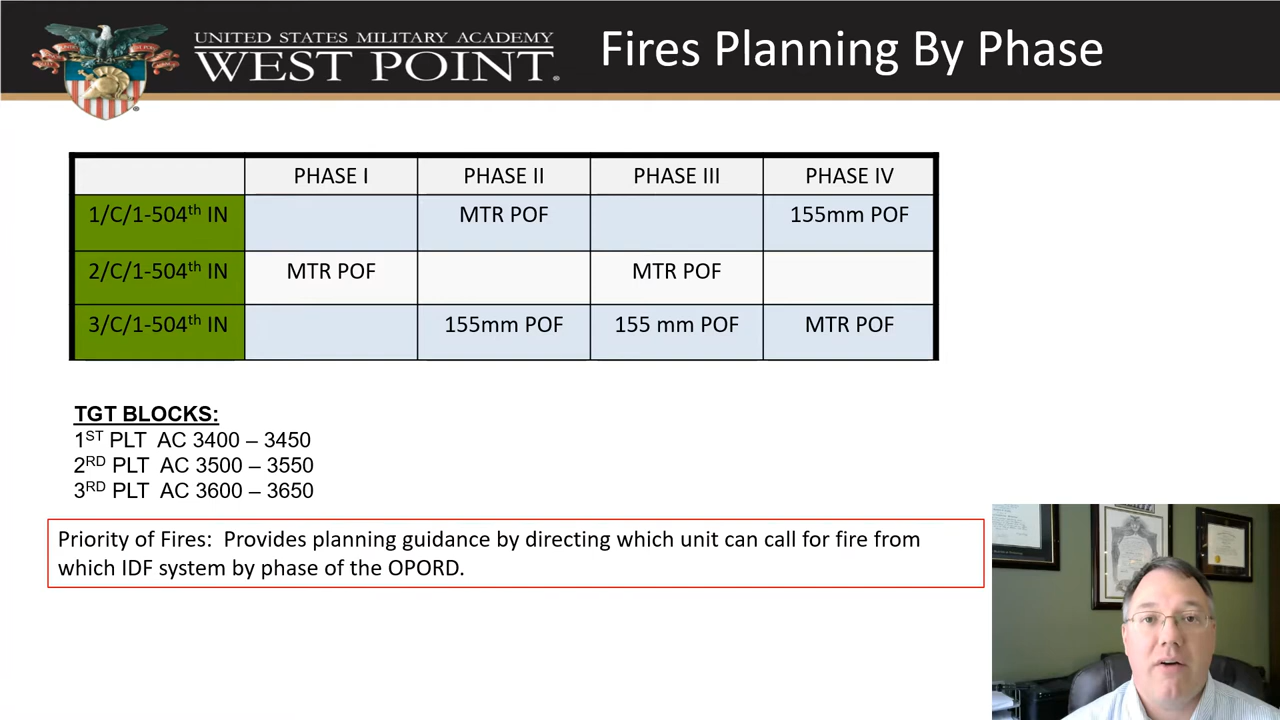 UNITED STATES MILITARY ACADEMY
WEST POINT
Fires Planning By Phase
PHASE I PHASE II PHASE III PHASE IV
1/C/1-504th IN MTR POF 155mm POF
2/C/1-504th IN MTR POF MTR POF
3/C/1-504th IN 155mm POF 155 mm POF MTR POF
TGT BLOCKS:
1ST PLT AC 3400 – 3450
2RD PLT AC 3500 – 3550
3RD PLT AC 3600 – 3650
Priority of Fires: Provides planning guidance by directing which unit can call for fire from
which IDF system by phase of the OPORD.